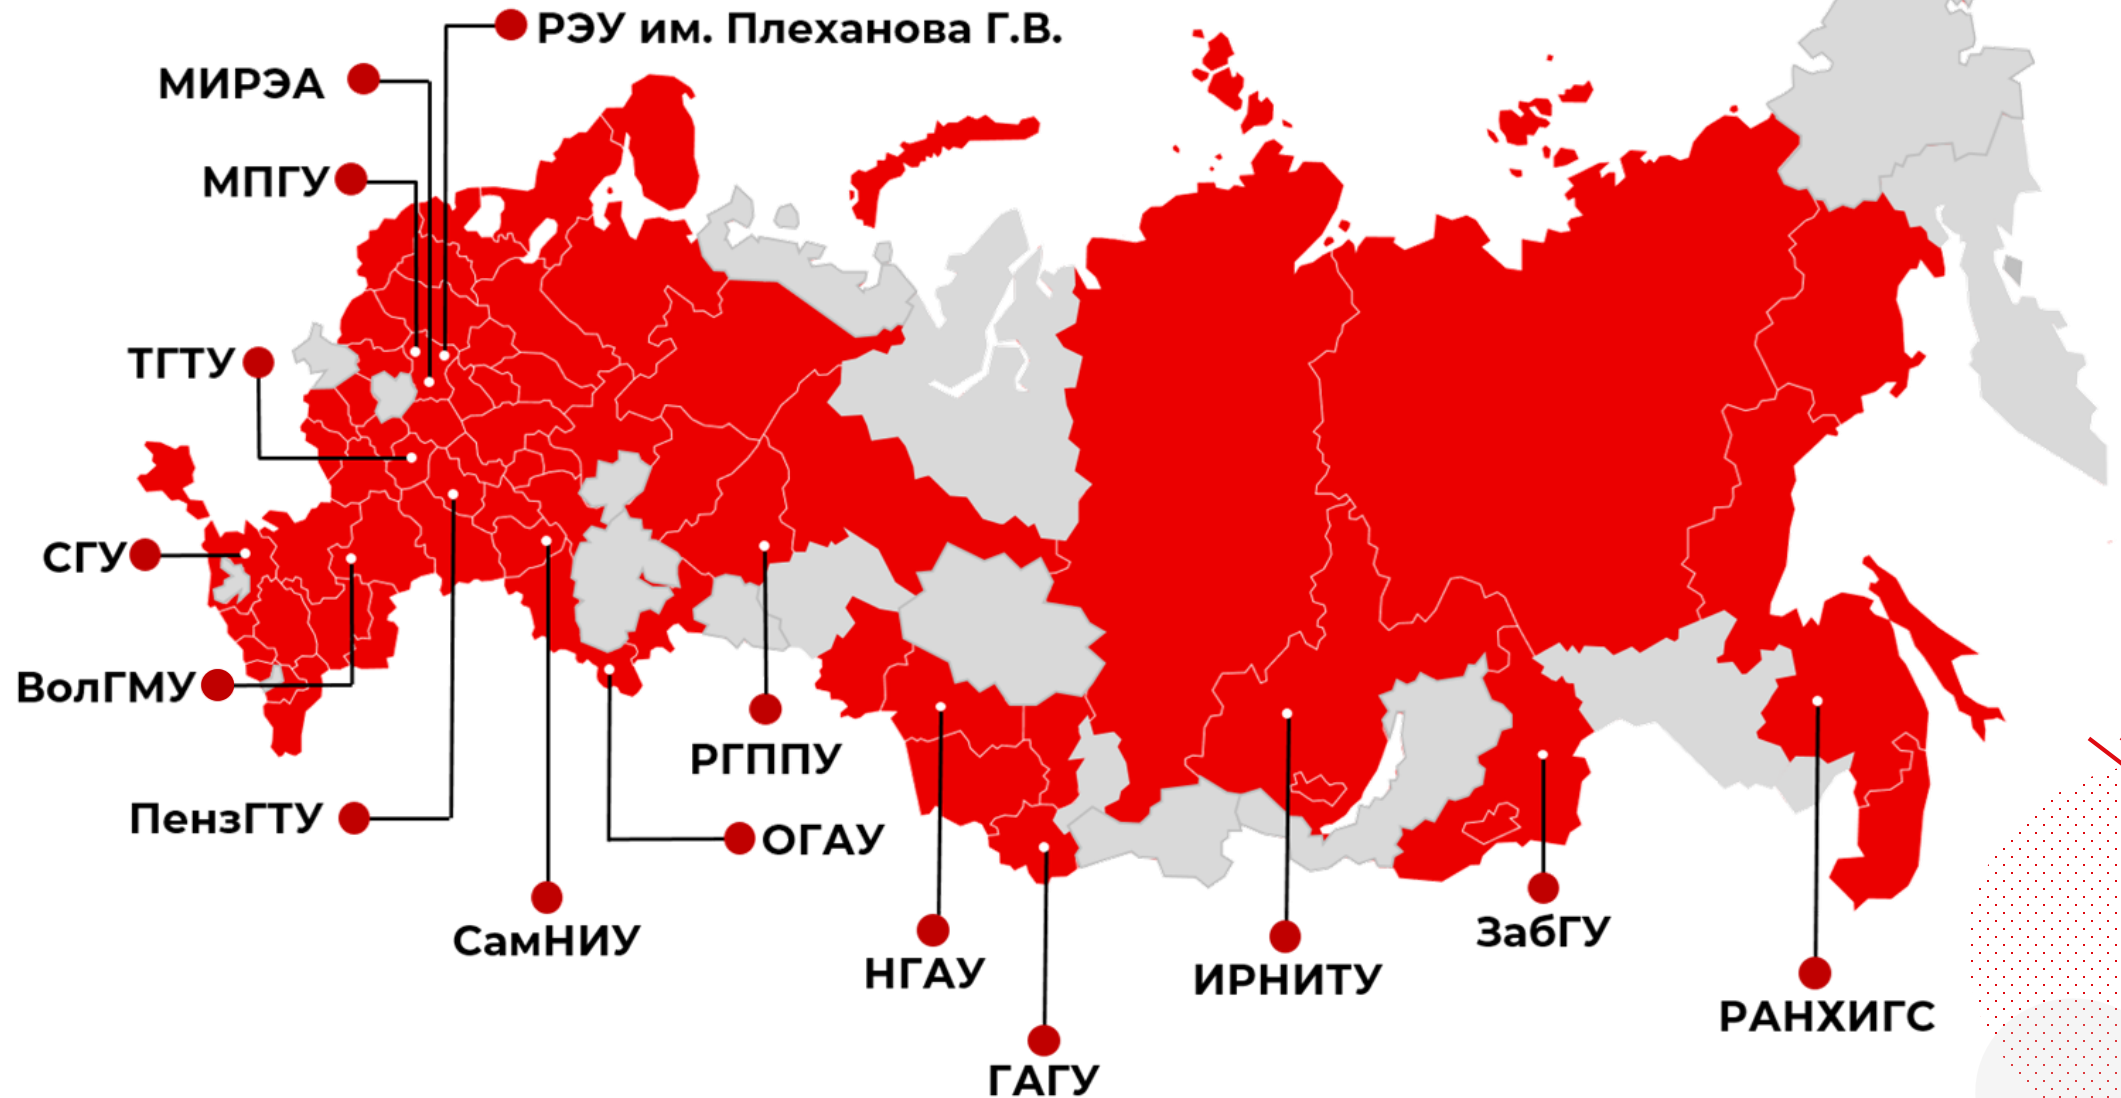 РЭУ им. Плеханова Г.В.
МИРЭА
МПГУ
ТГТУ
СГУ
ВолГМУ
РГППУ
ПензГТУ
ОГАУ
СамНИУ
НГАУ
ИРНИТУ
ЗабГУ
РАНХИГС
ГАГУ